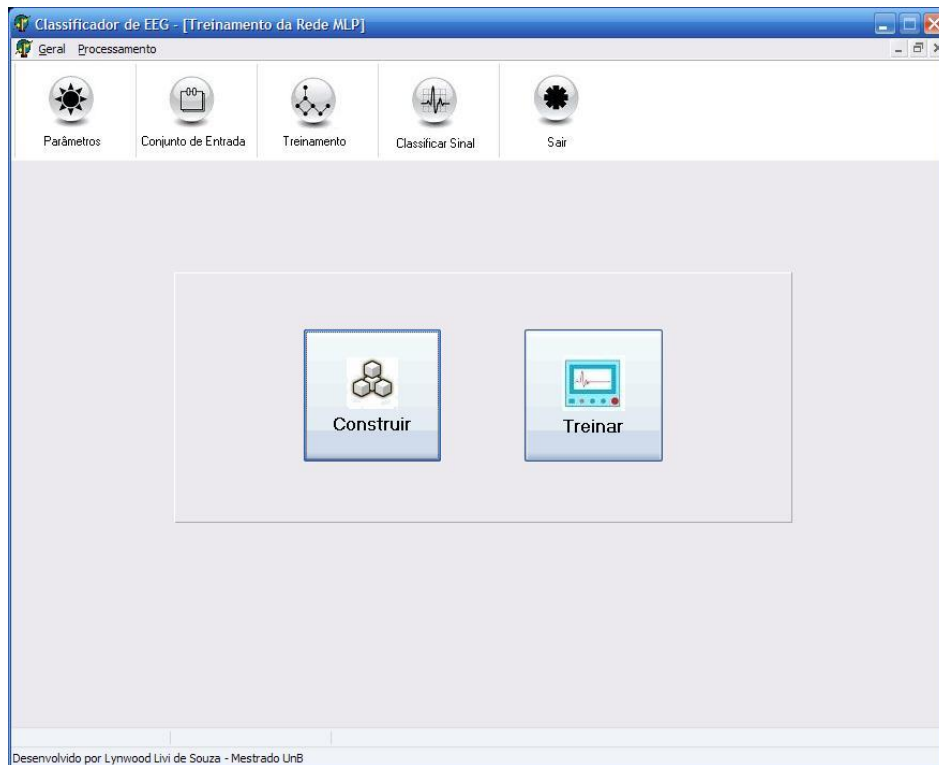 Classificador de EEG - [Treinamento da Rede MLP]
Geral Processamento
Parâmetros Conjunto de Entrada Treinamento Classificar Sinal Sair
Construir Treinar
Desenvolvido por Lynwood Livi de Souza - Mestrado UnB